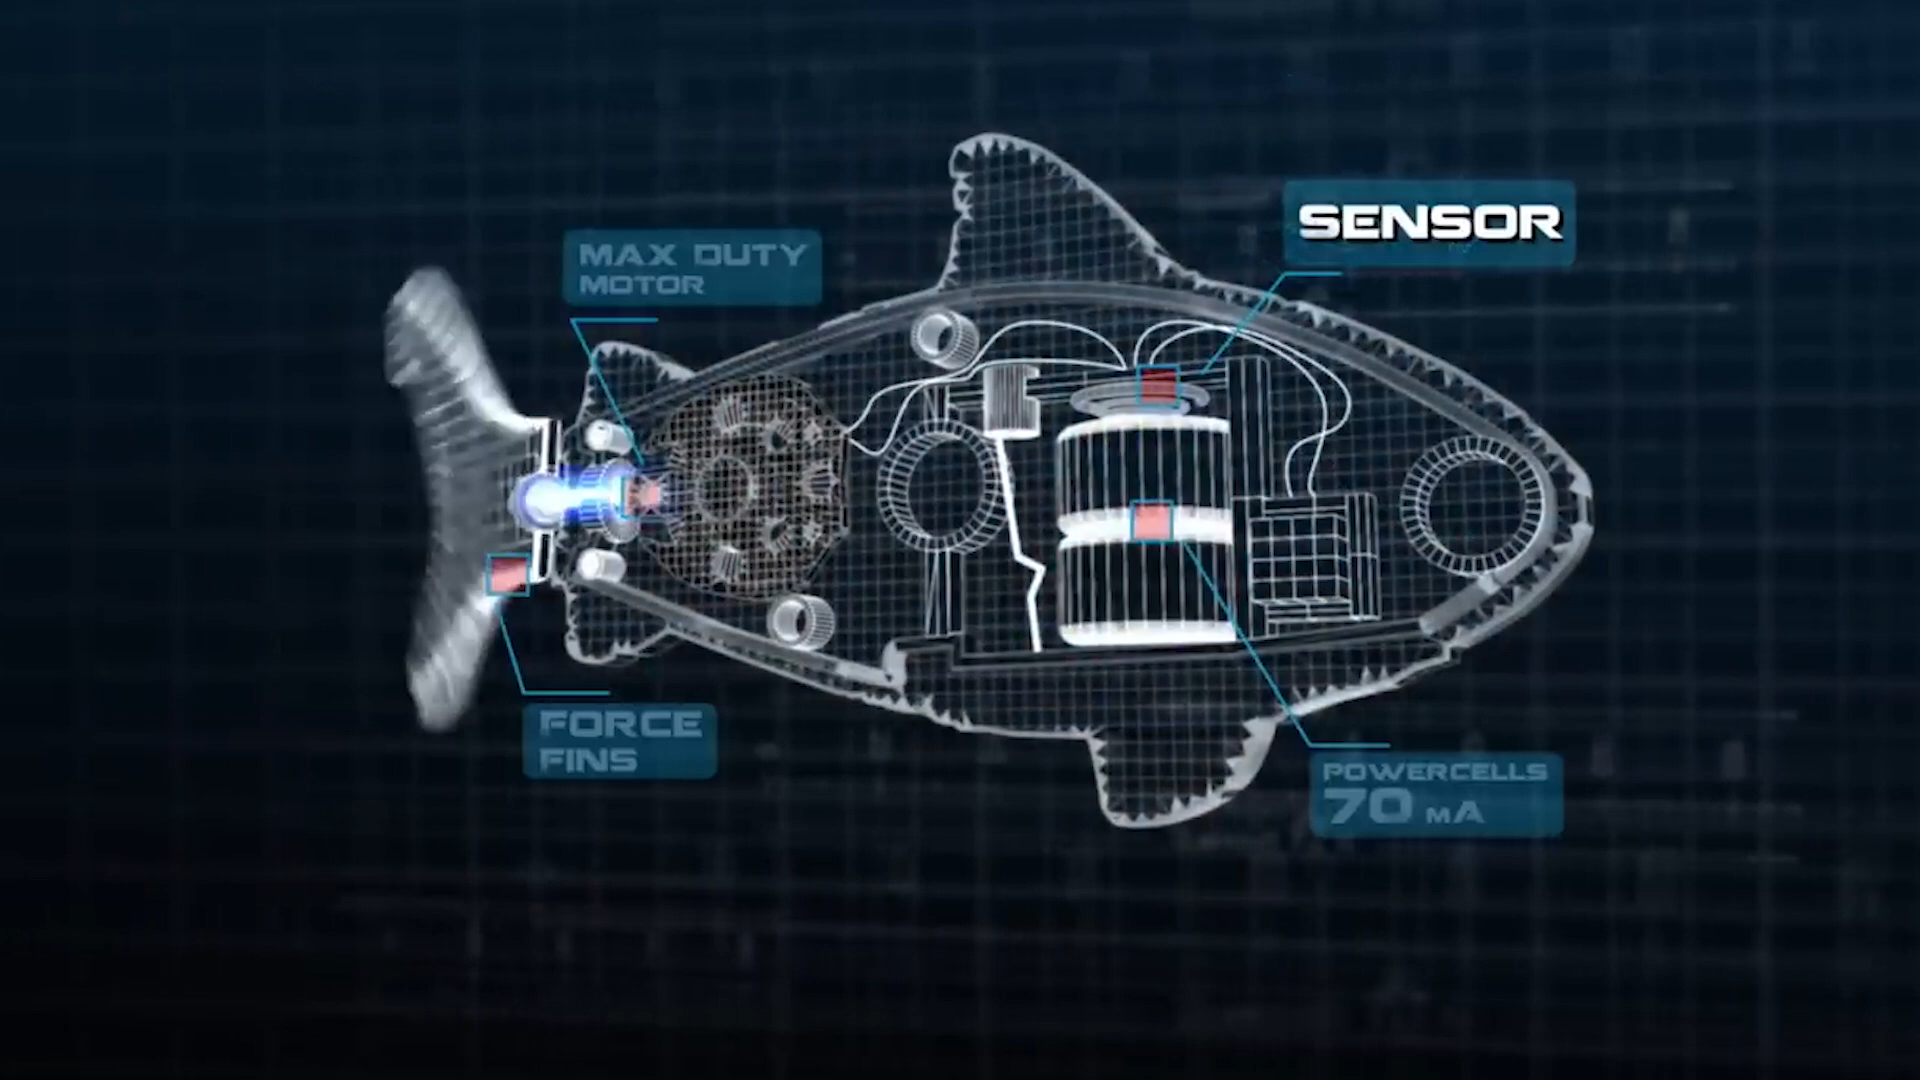 SENSOR
MAX DUTY
MOTOR
FORCE
FINS
POWERCELLS
70 MA